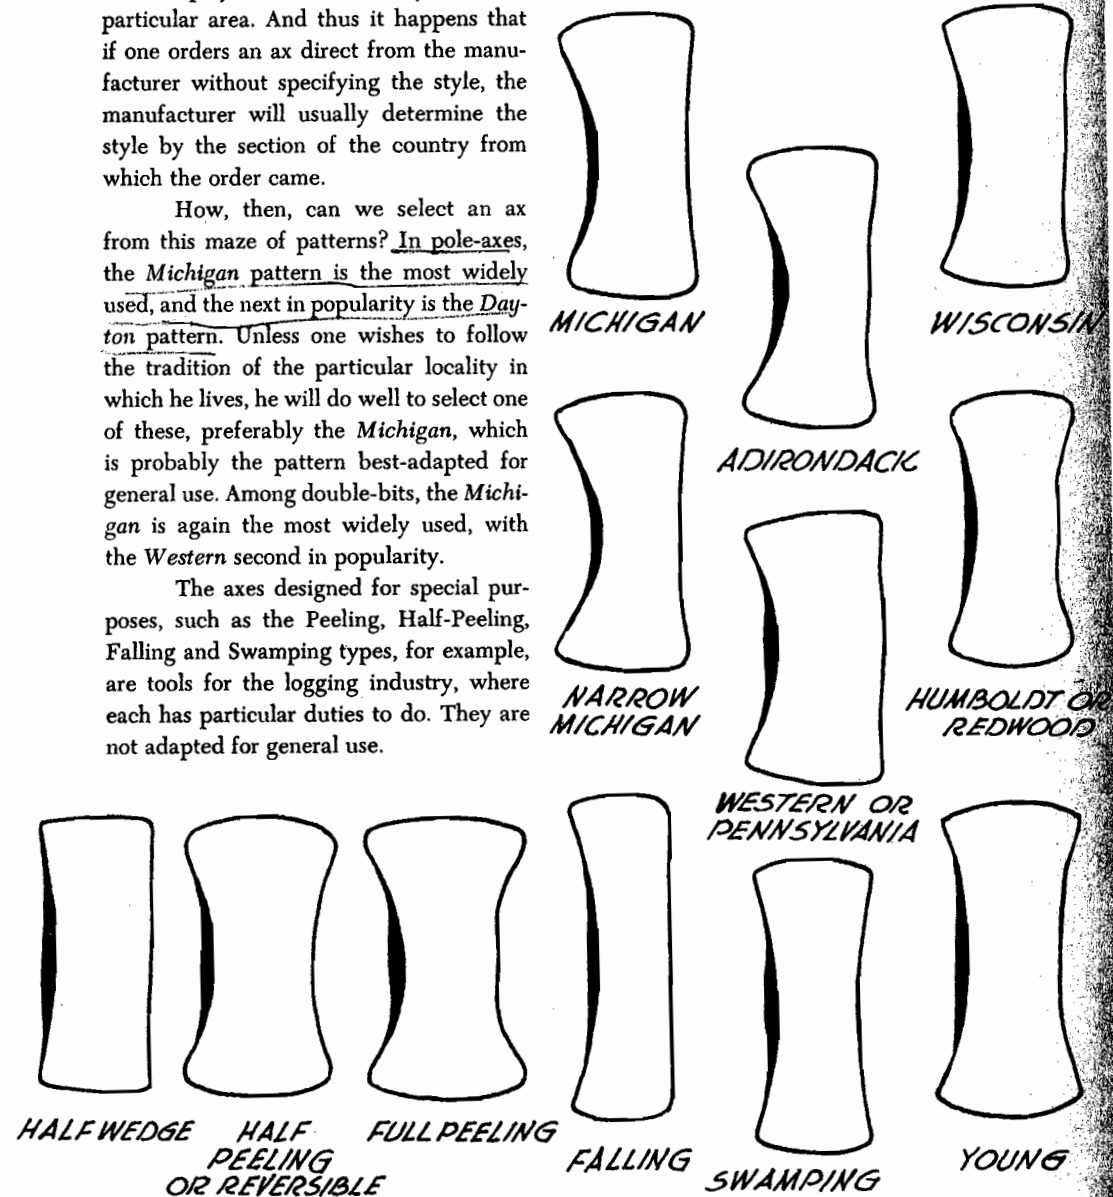 particular area. And thus it happens that
if one orders an ax direct from the manu-
facturer without specifying the style, the
manufacturer will usually determine the
style by the section of the country from
which the order came.
How, then, can we select an ax
from this maze of patterns? In pole-axes,
the Michigan pattern is the most widely
used, and the next in popularity is the Day-
ton pattern. Unless one wishes to follow
the tradition of the particular locality in
which he lives, he will do well to select one
of these, preferably the Michigan, which
is probably the pattern best-adapted for
general use. Among double-bits, the Michi-
gan is again the most widely used, with
the Western second in popularity.
The axes designed for special pur-
poses, such as the Peeling, Half-Peeling,
Falling and Swamping types, for example,
are tools for the logging industry, where
each has particular duties to do. They are
not adapted for general use.
MICHIGAN
WISCONSIN
ADIRONDACK
NARROW
MICHIGAN
HUMBOLDT OR
REDWOOD
WESTERN OR
PENNSYLVANIA
HALF WEDGE
HALF
PEELING
OR REVERSIBLE
FULL PEELING
FALLING
SWAMPING
YOUNG